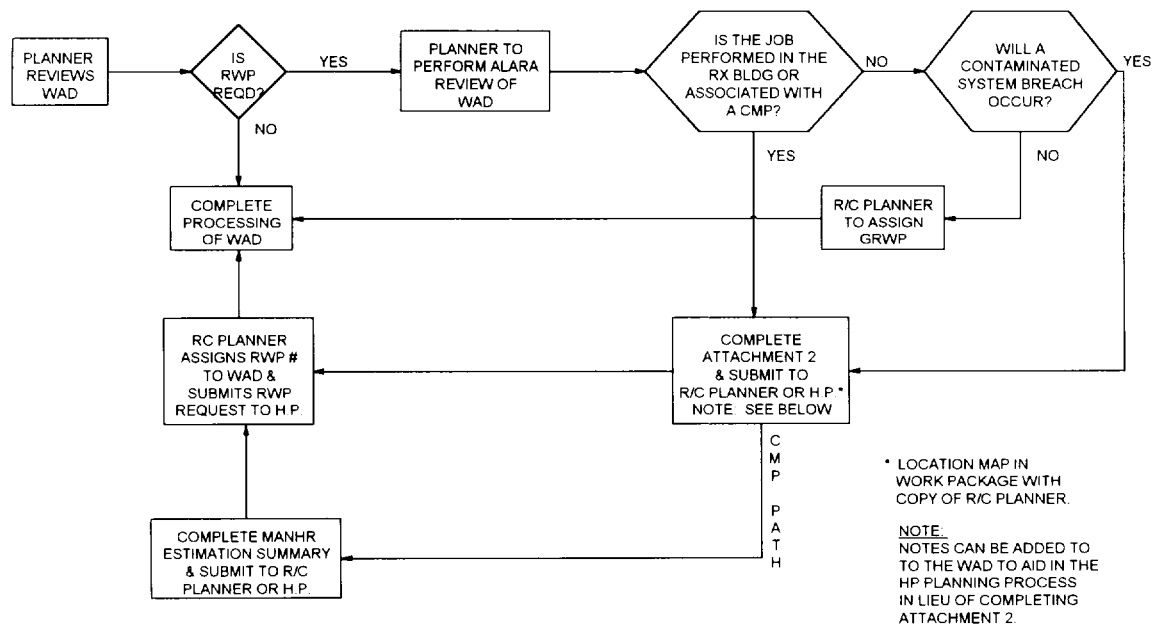 PLANNER
REVIEWS
WAD
IS
RWP
REQD?
YES
NO
PLANNER TO
PERFORM ALARA
REVIEW OF
WAD
IS THE JOB
PERFORMED IN THE
RX BLDG OR
ASSOCIATED WITH
A CMP?
NO
YES
WILL A
CONTAMINATED
SYSTEM BREACH
OCCUR?
YES
NO
COMPLETE
PROCESSING
OF WAD
R/C PLANNER
TO ASSIGN
GRWP
RC PLANNER
ASSIGNS RWP #
TO WAD &
SUBMITS RWP
REQUEST TO H.P.
COMPLETE
ATTACHMENT 2
& SUBMIT TO
R/C PLANNER OR H.P.*
NOTE: SEE BELOW
CMP PATH
COMPLETE MANHR
ESTIMATION SUMMARY
& SUBMIT TO R/C
PLANNER OR H.P.
* LOCATION MAP IN
WORK PACKAGE WITH
COPY OF R/C PLANNER.
NOTE:
NOTES CAN BE ADDED TO
TO THE WAD TO AID IN THE
HP PLANNING PROCESS
IN LIEU OF COMPLETING
ATTACHMENT 2.